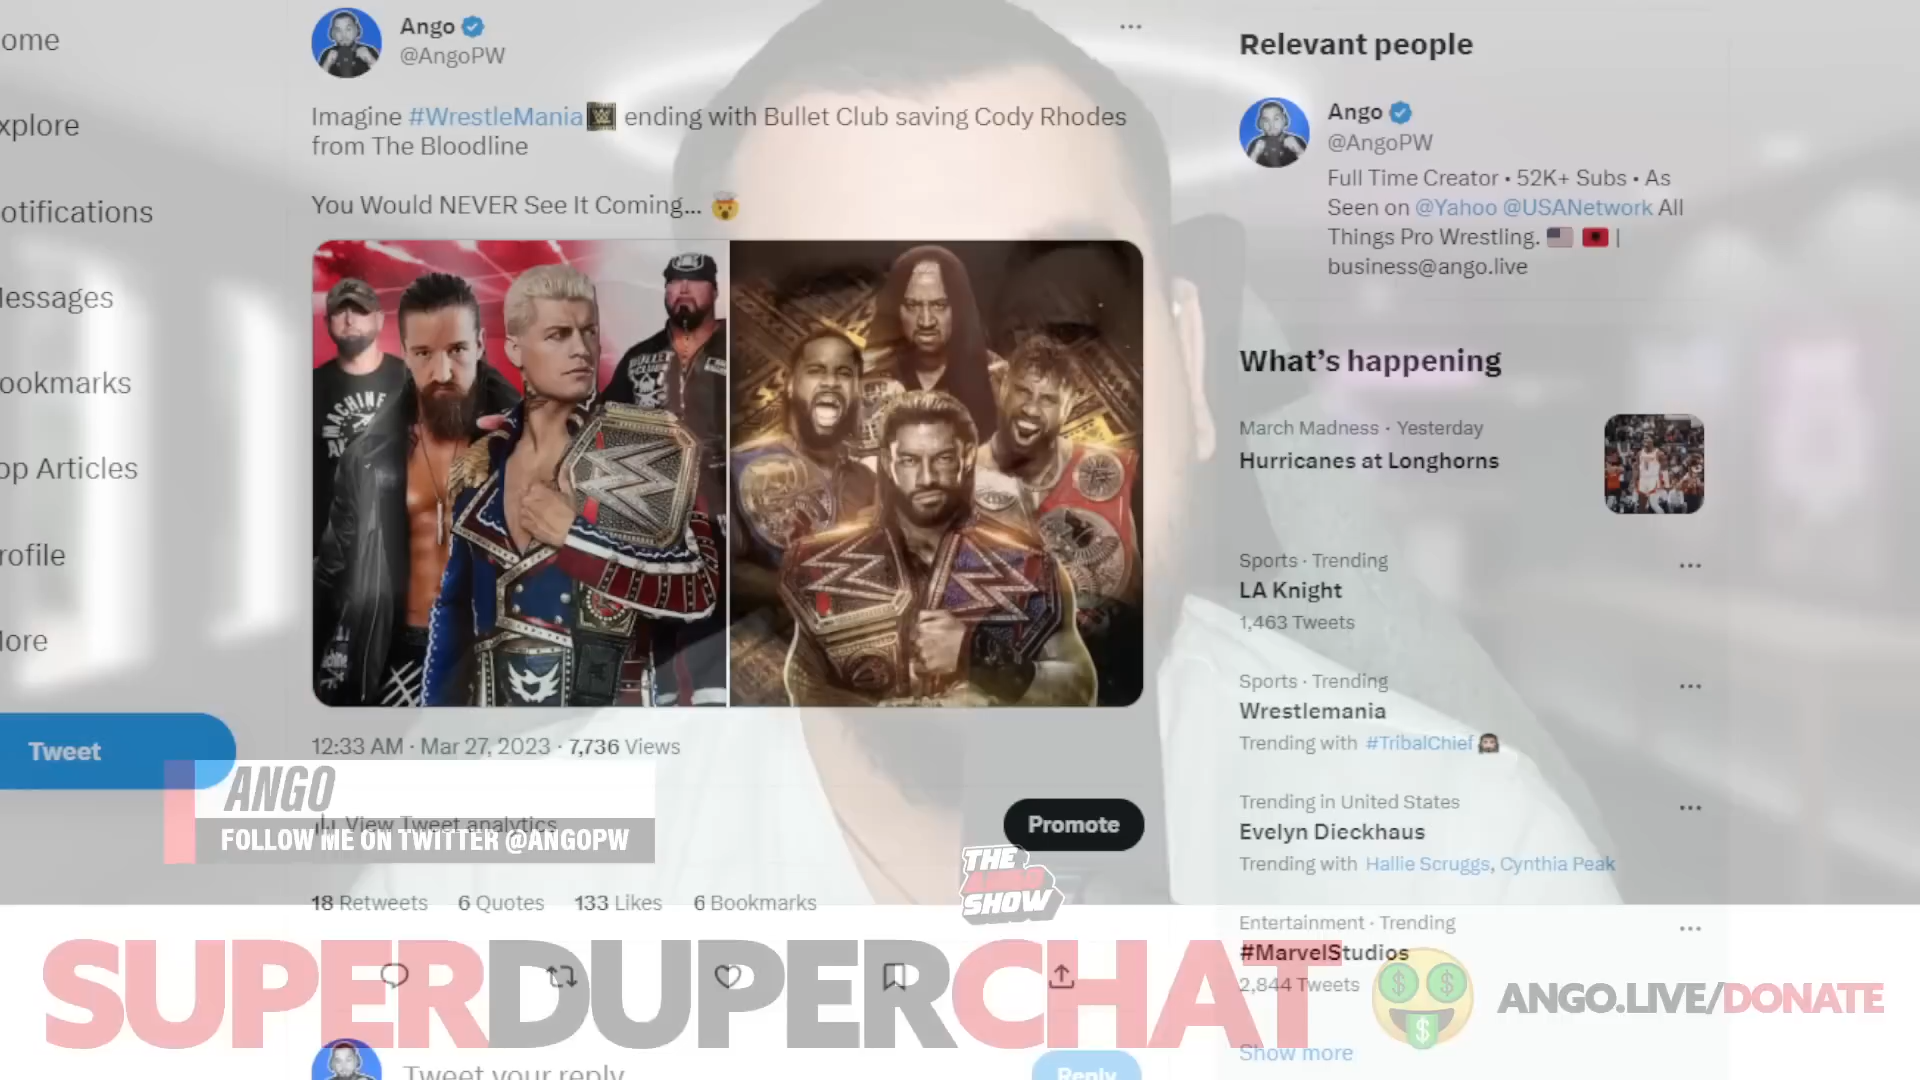 ome
xplore
otifications
lessages
ookmarks
op Articles
rofile
lore
Tweet
Ango
@AngoPW
Imagine #WrestleMania ending with Bullet Club saving Cody Rhodes
from The Bloodline
You Would NEVER See It Coming...
MACHINE
BULLET
CLUB
12:33 AM · Mar 27, 2023 · 7,736 Views
View Tweet analytics
Promote
ANGO
FOLLOW ME ON TWITTER @ANGOPW
18 Retweets 6 Quotes 133 Likes 6 Bookmarks
THE
ANGO
SHOW
Tweet your reply
Reply
Relevant people
Ango
@AngoPW
Full Time Creator • 52K+ Subs • As
Seen on @Yahoo @USANetwork All
Things Pro Wrestling. |
business@ango.live
What's happening
March Madness · Yesterday
Hurricanes at Longhorns
Sports · Trending
LA Knight
1,463 Tweets
Sports · Trending
Wrestlemania
Trending with #TribalChief
Trending in United States
Evelyn Dieckhaus
Trending with Hallie Scruggs, Cynthia Peak
Entertainment · Trending
#MarvelStudios
2,844 Tweets
Show more
SUPERDUPERCHAT
ANGO.LIVE/DONATE